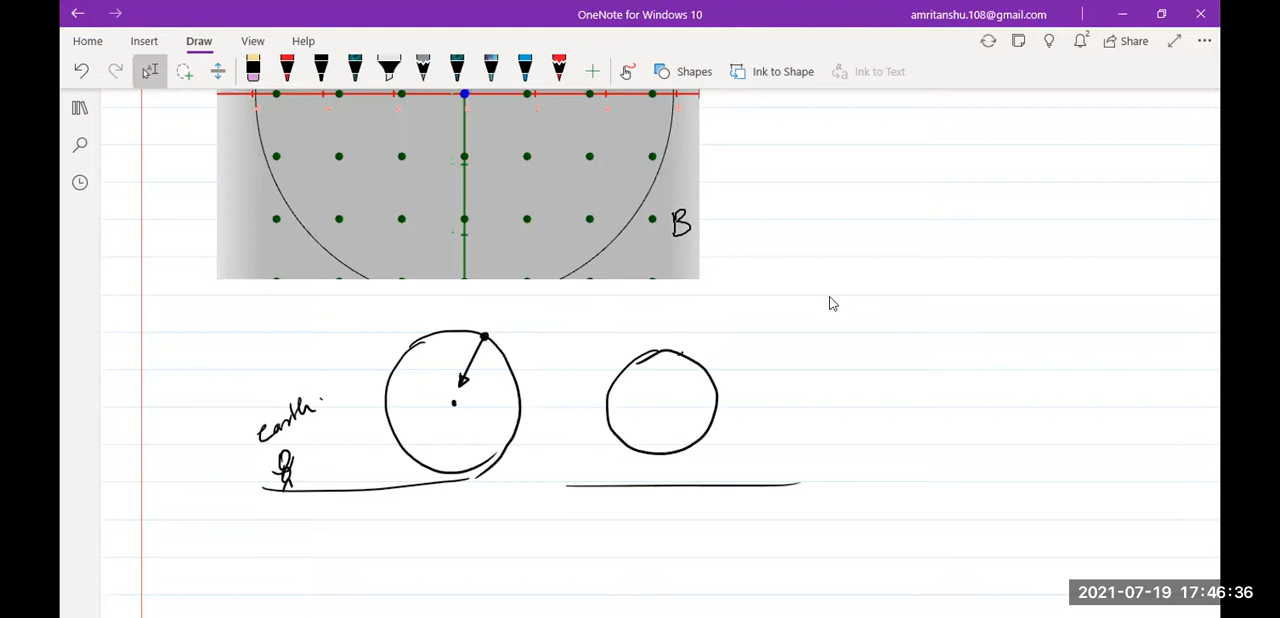 OneNote for Windows 10
amritanshu.108@gmail.com
Home Insert Draw View Help
2
Share
Shapes
Ink to Shape
Ink to Text
B
earth
2021-07-19 17:46:36